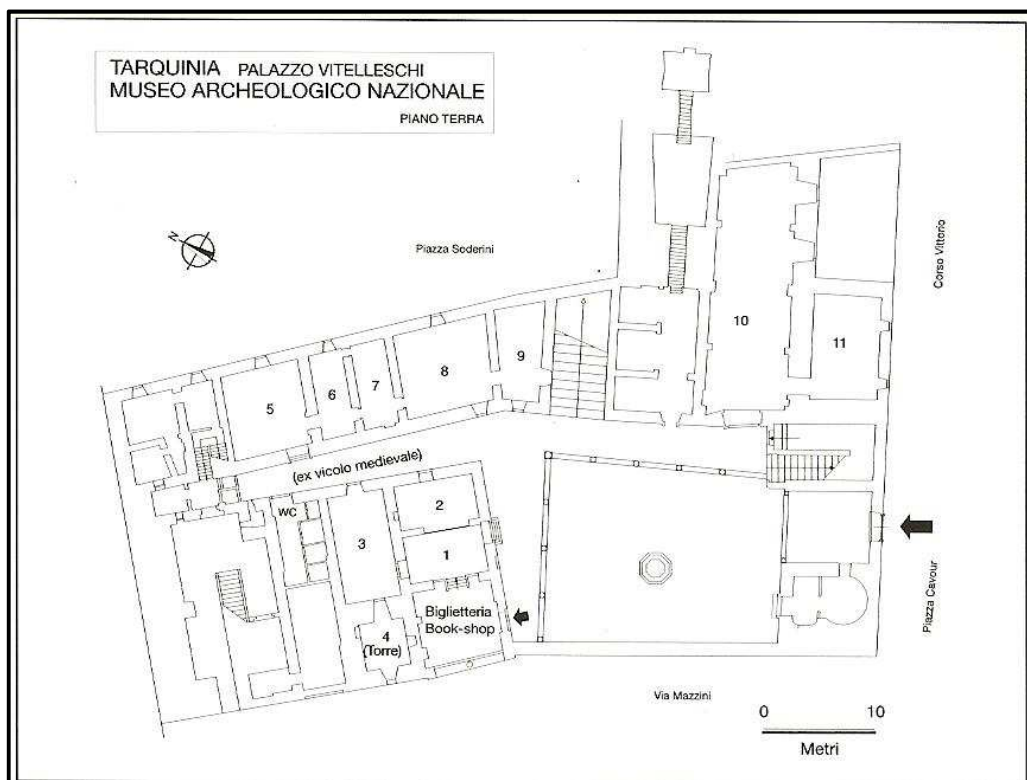 TARQUINIA PALAZZO VITELLESCHI
MUSEO ARCHEOLOGICO NAZIONALE
PIANO TERRA
N
Piazza Soderini
Corso Vittorio
10
11
9
8
7
6
5
(ex vicolo medievale)
wc
2
3
1
Biglietteria
Book-shop
4
(Torre)
Piazza Cavour
Via Mazzini
0 10
Metri